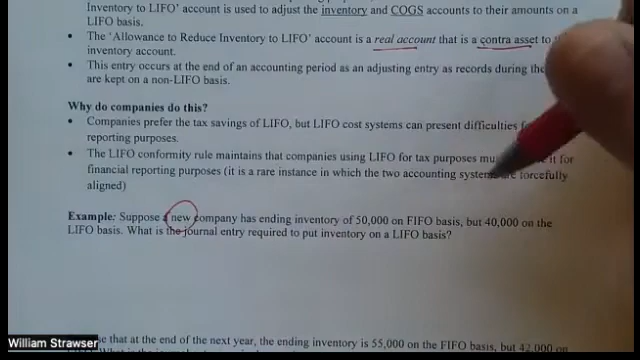 Inventory to LIFO' account is used to adjust the inventory and COGS accounts to their amounts on a
LIFO basis.
• The 'Allowance to Reduce Inventory to LIFO' account is a real account that is a contra asset to
inventory account.
• This entry occurs at the end of an accounting period as an adjusting entry as records during the
are kept on a non-LIFO basis.
Why do companies do this?
• Companies prefer the tax savings of LIFO, but LIFO cost systems can present difficulties
reporting purposes.
• The LIFO conformity rule maintains that companies using LIFO for tax purposes it for
financial reporting purposes (it is a rare instance in which the two accounting systems are forcefully
aligned)
Example: Suppose a new company has ending inventory of 50,000 on FIFO basis, but 40,000 on the
LIFO basis. What is the journal entry required to put inventory on a LIFO basis?
William Strawser
that at the end of the next year, the ending inventory is 55,000 on the FIFO basis, but 42,000 on